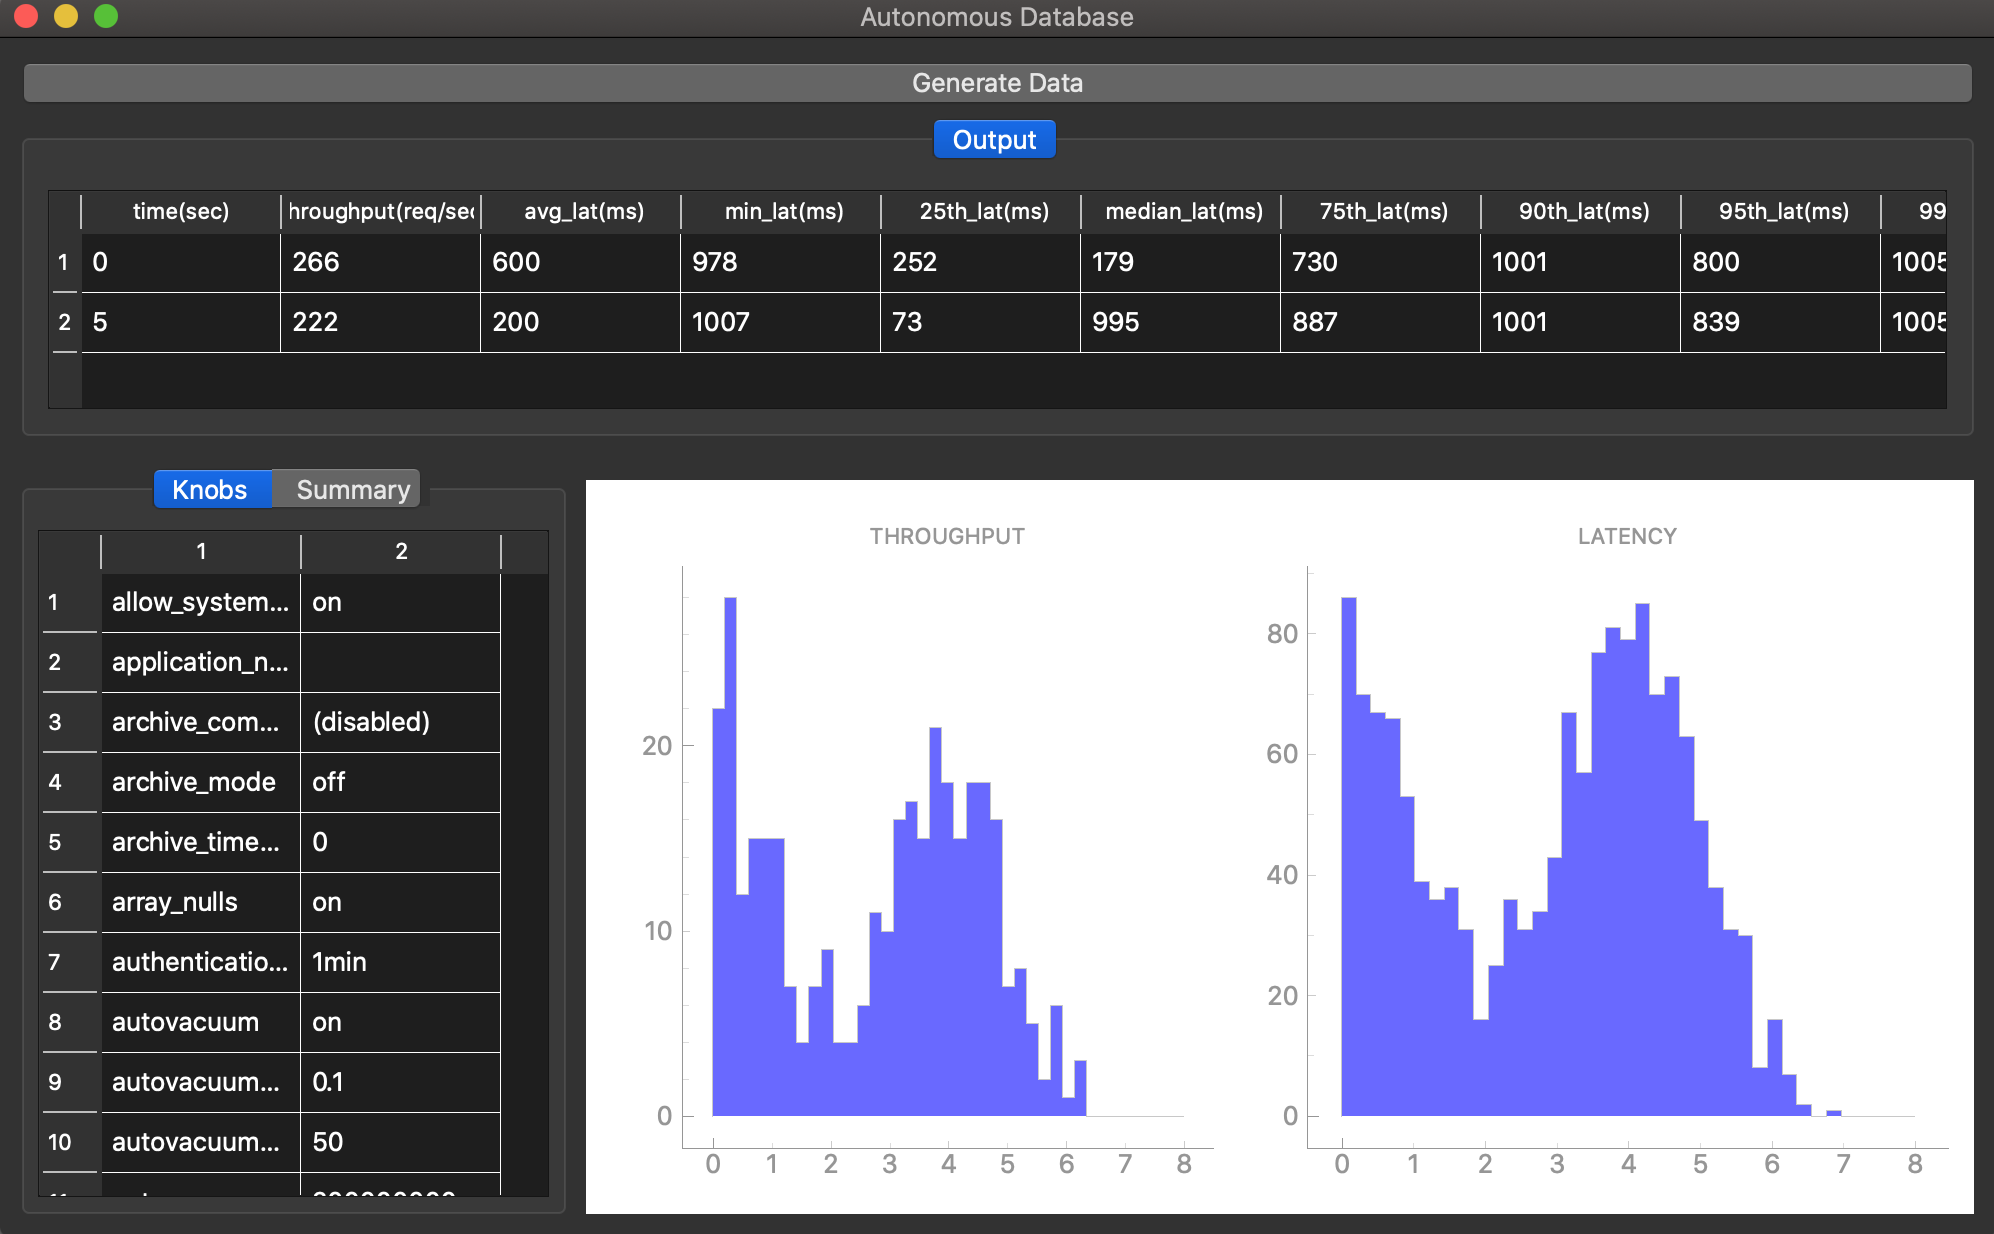 Autonomous Database
Generate Data
Output
time(sec) hroughput(req/sec avg_lat(ms) min_lat(ms) 25th_lat(ms) median_lat(ms) 75th_lat(ms) 90th_lat(ms) 95th_lat(ms) 99
1 0 266 600 978 252 179 730 1001 800 1005
2 5 222 200 1007 73 995 887 1001 839 1005
Knobs Summary
1 2
1 allow_system... on
2 application_n...
3 archive_com... (disabled)
4 archive_mode off
5 archive_time... 0
6 array_nulls on
7 authenticatio... 1min
8 autovacuum on
9 autovacuum... 0.1
10 autovacuum... 50
THROUGHPUT
20
10
0
0 1 2 3 4 5 6 7 8
LATENCY
80
60
40
20
0
0 1 2 3 4 5 6 7 8